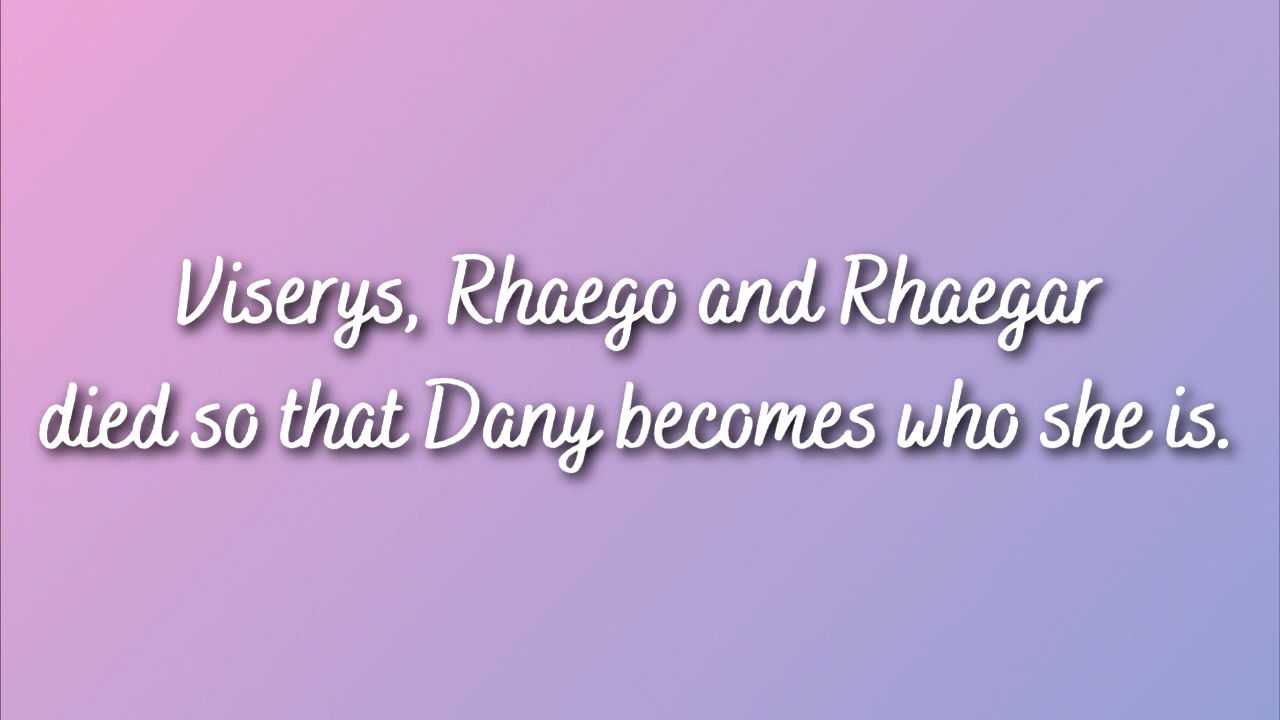 Viserys, Rhaego and Rhaegar
died so that Dany becomes who she is.